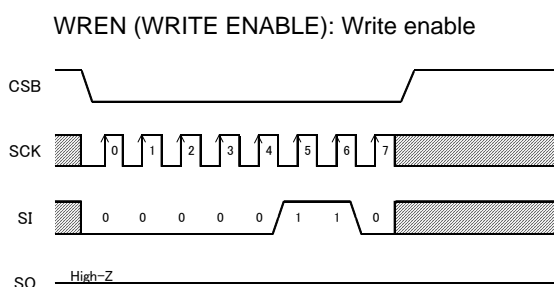 WREN (WRITE ENABLE): Write enable
CSB
SCK 0 1 2 3 4 5 6 7
SI 0 0 0 0 0 1 1 0
SO High-Z